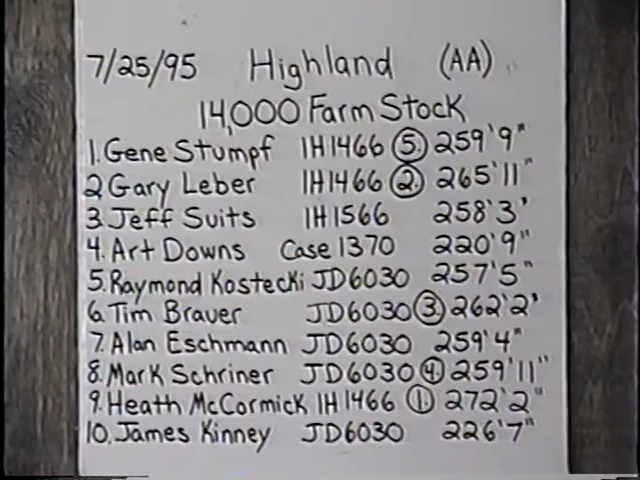 7/25/95 Highland (AA)
14,000 Farm Stock
1. Gene Stumpf IH1466 5. 259'9"
2. Gary Leber IH1466 2. 265'11"
3. Jeff Suits IH1566 258'3'
4. Art Downs Case 1370 220'9"
5. Raymond Kostecki JD6030 257'5"
6. Tim Brauer JD6030 3. 262'2'
7. Alan Eschmann JD6030 259'4"
8. Mark Schriner JD6030 4. 259'11"
9. Heath McCormick IH1466 1. 272'2"
10. James Kinney JD6030 226'7"